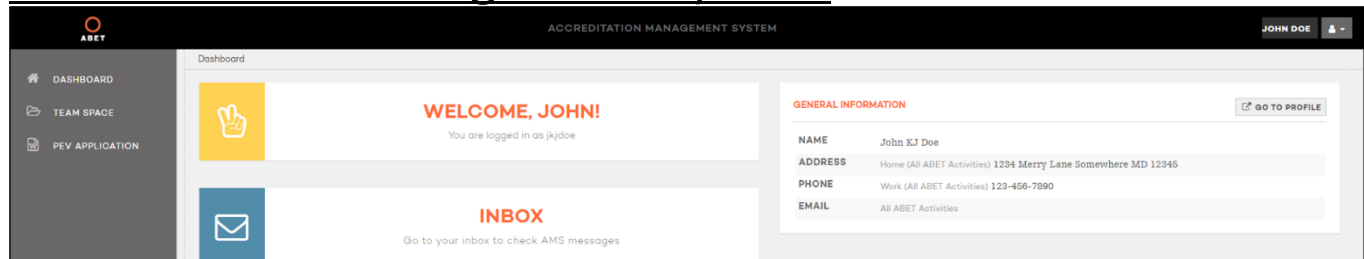 ABET
ACCREDITATION MANAGEMENT SYSTEM
JOHN DOE
DASHBOARD
TEAM SPACE
PEV APPLICATION
Dashboard
WELCOME, JOHN!
You are logged in as jkjdoe
INBOX
Go to your inbox to check AMS messages
GENERAL INFORMATION
GO TO PROFILE
NAME John KJ Doe
ADDRESS Home (All ABET Activities) 1234 Merry Lane Somewhere MD 12345
PHONE Work (All ABET Activities) 123-456-7890
EMAIL All ABET Activities